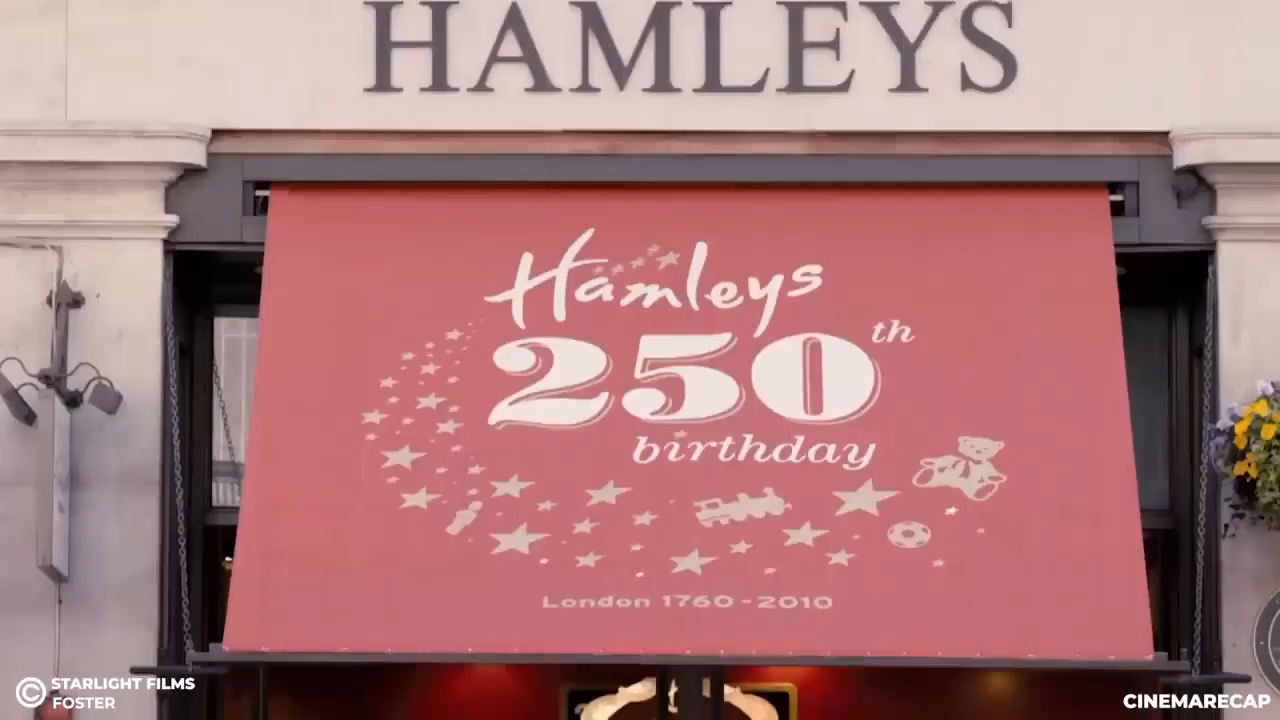 HAMLEYS
Hamleys
250th
birthday
London 1760-2010
© STARLIGHT FILMS
FOSTER
CINEMARECAP